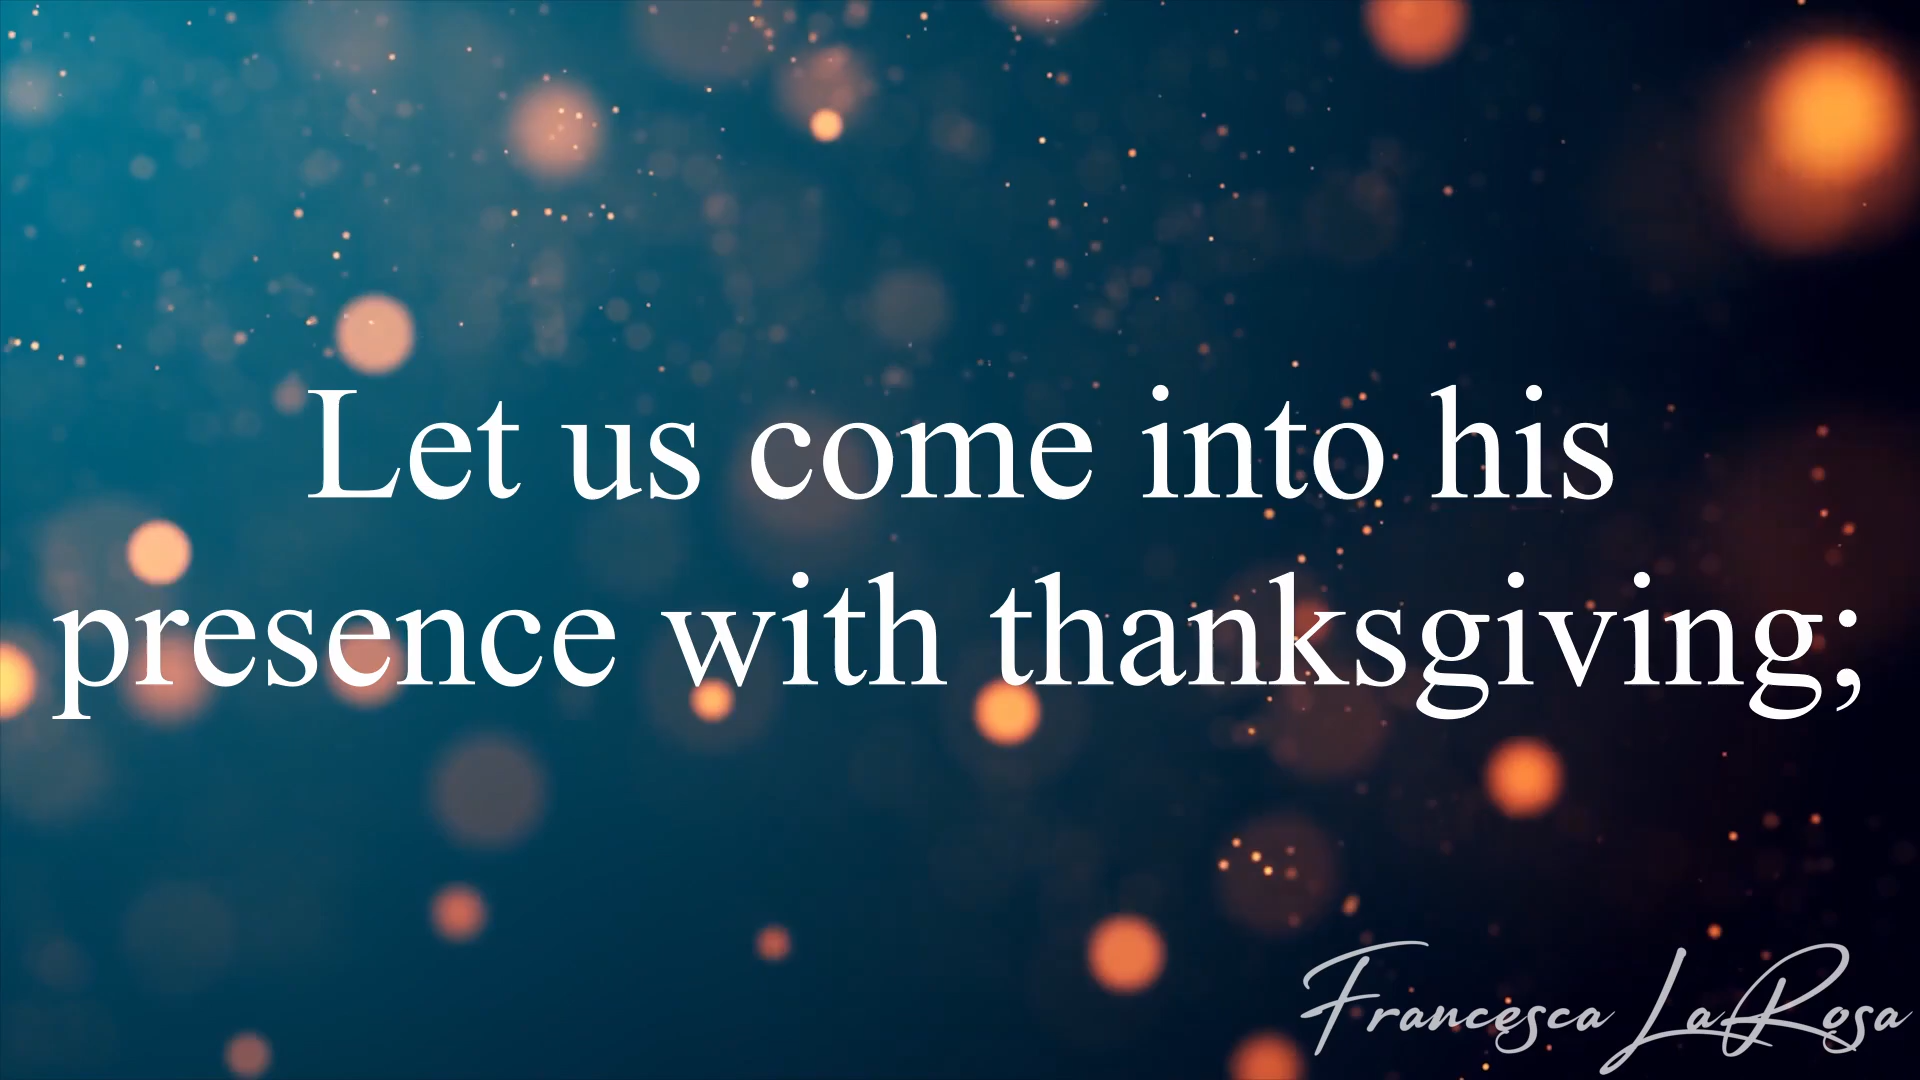 Let us come into his
presence with thanksgiving;
Francesca LaRosa